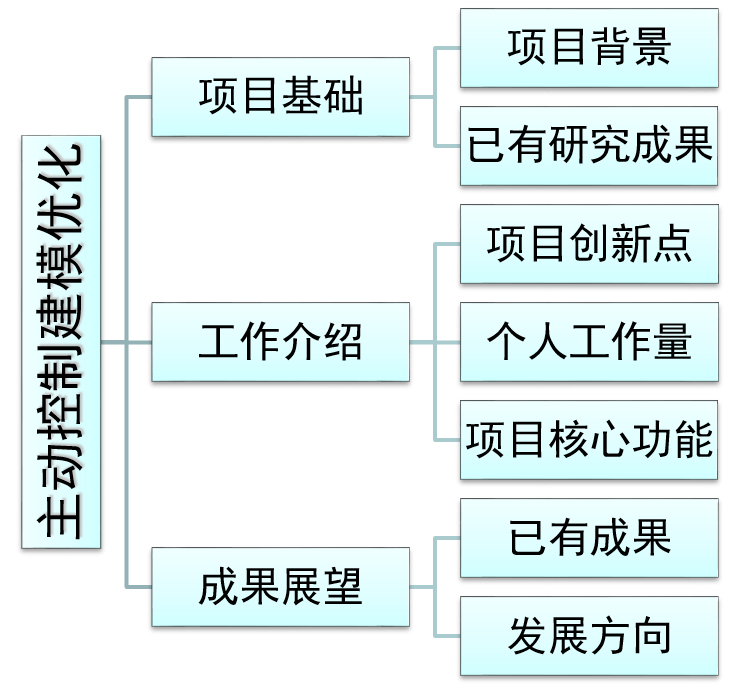 主动控制建模优化
项目基础
项目背景
已有研究成果
工作介绍
项目创新点
个人工作量
项目核心功能
成果展望
已有成果
发展方向